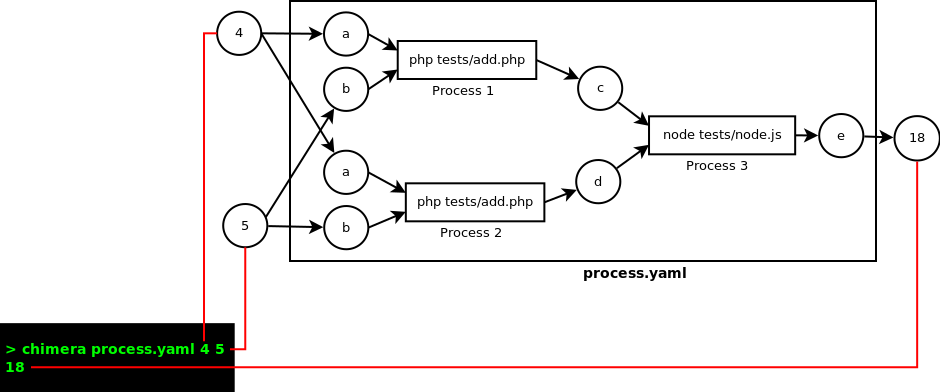 4
a
php tests/add.php
b
Process 1
c
node tests/node.js
e
18
Process 3
a
d
php tests/add.php
5
b
Process 2
process.yaml
> chimera process.yaml 4 5
18